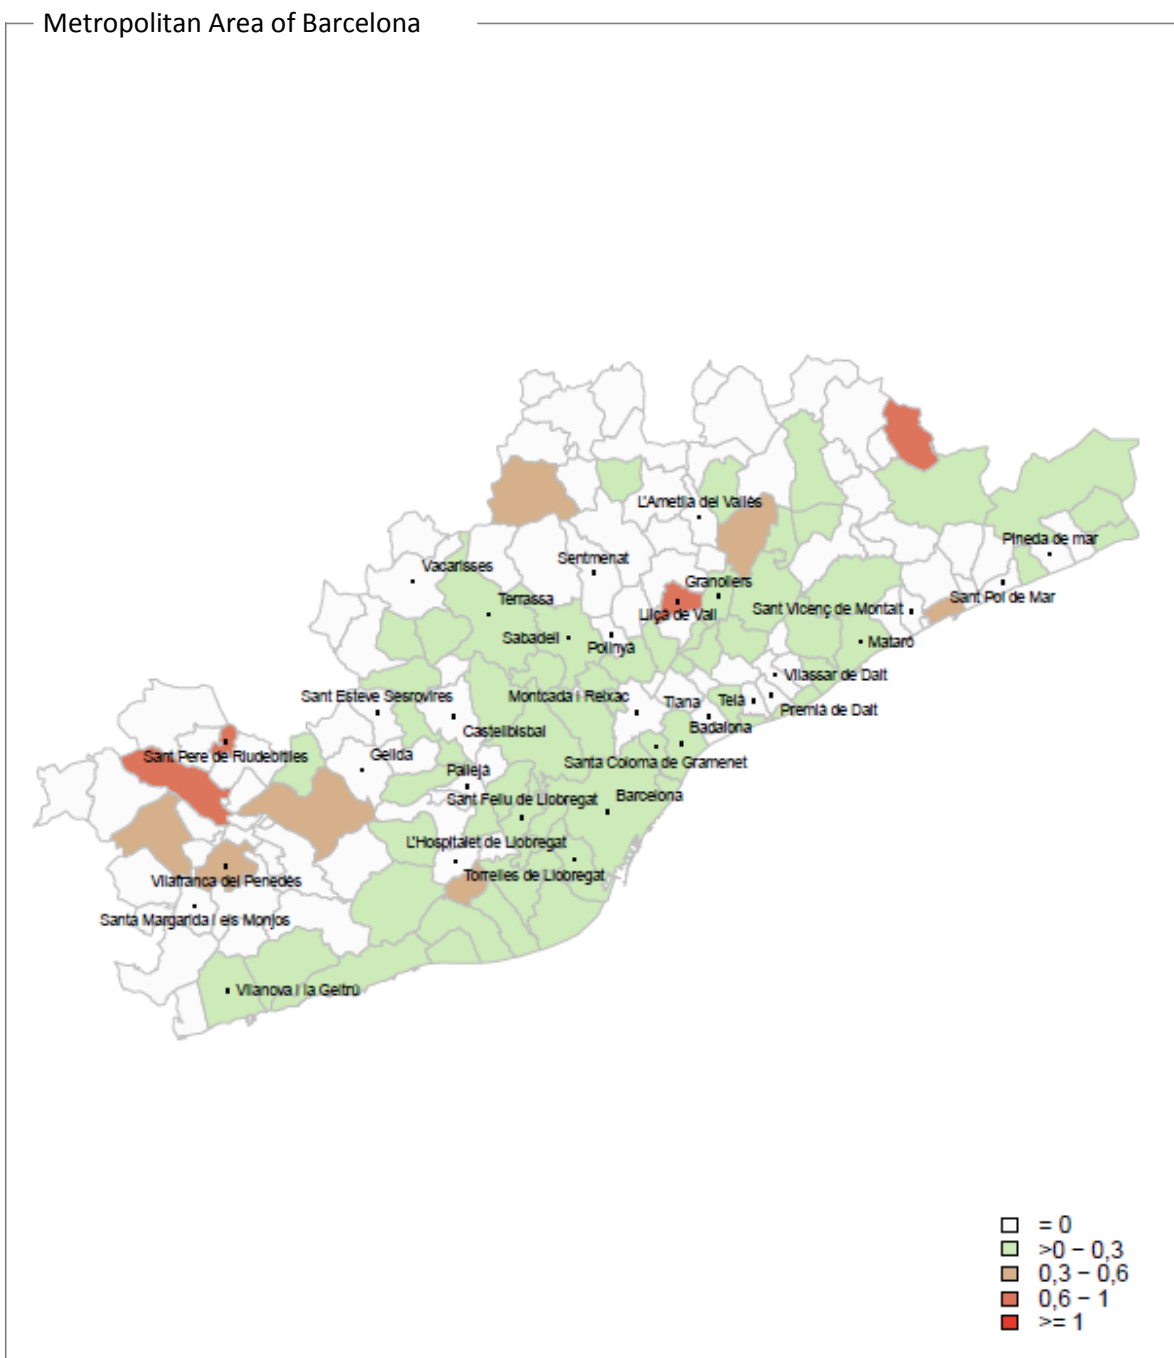 Metropolitan Area of Barcelona
L'Ametlla del Vallès
Pineda de mar
Vacarisses
Sentmenat
Granollers
Terrassa
Sant Pol de Mar
Lliçà de Vall
Sant Vicenç de Montalt
Sabadell
Polinyà
Mataró
Vilassar de Dalt
Sant Esteve Sesrovires
Montcada i Reixac
Tiana
Teià
Premià de Dalt
Castellbisbal
Badalona
Sant Pere de Riudebitlles
Gelida
Pallejà
Santa Coloma de Gramenet
Sant Feliu de Llobregat
Barcelona
L'Hospitalet de Llobregat
Torrelles de Llobregat
Vilafranca del Penedès
Santa Margarida i els Monjos
Vilanova i la Geltrú
= 0
>0 − 0,3
0,3 − 0,6
0,6 − 1
>= 1